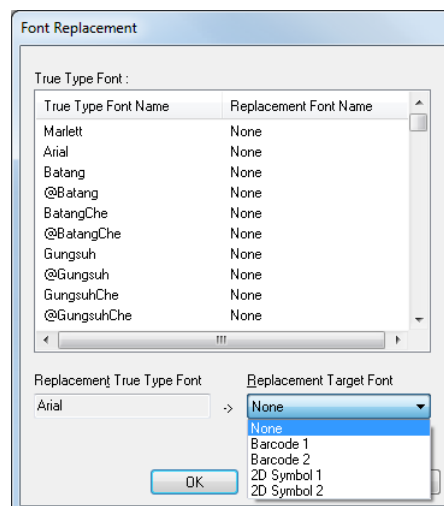 Font Replacement
True Type Font :
True Type Font Name Replacement Font Name
Marlett None
Arial None
Batang None
@Batang None
BatangChe None
@BatangChe None
Gungsuh None
@Gungsuh None
GungsuhChe None
@GungsuhChe None
Replacement True Type Font Replacement Target Font
Arial -> None
None
Barcode 1
Barcode 2
2D Symbol 1
2D Symbol 2
OK